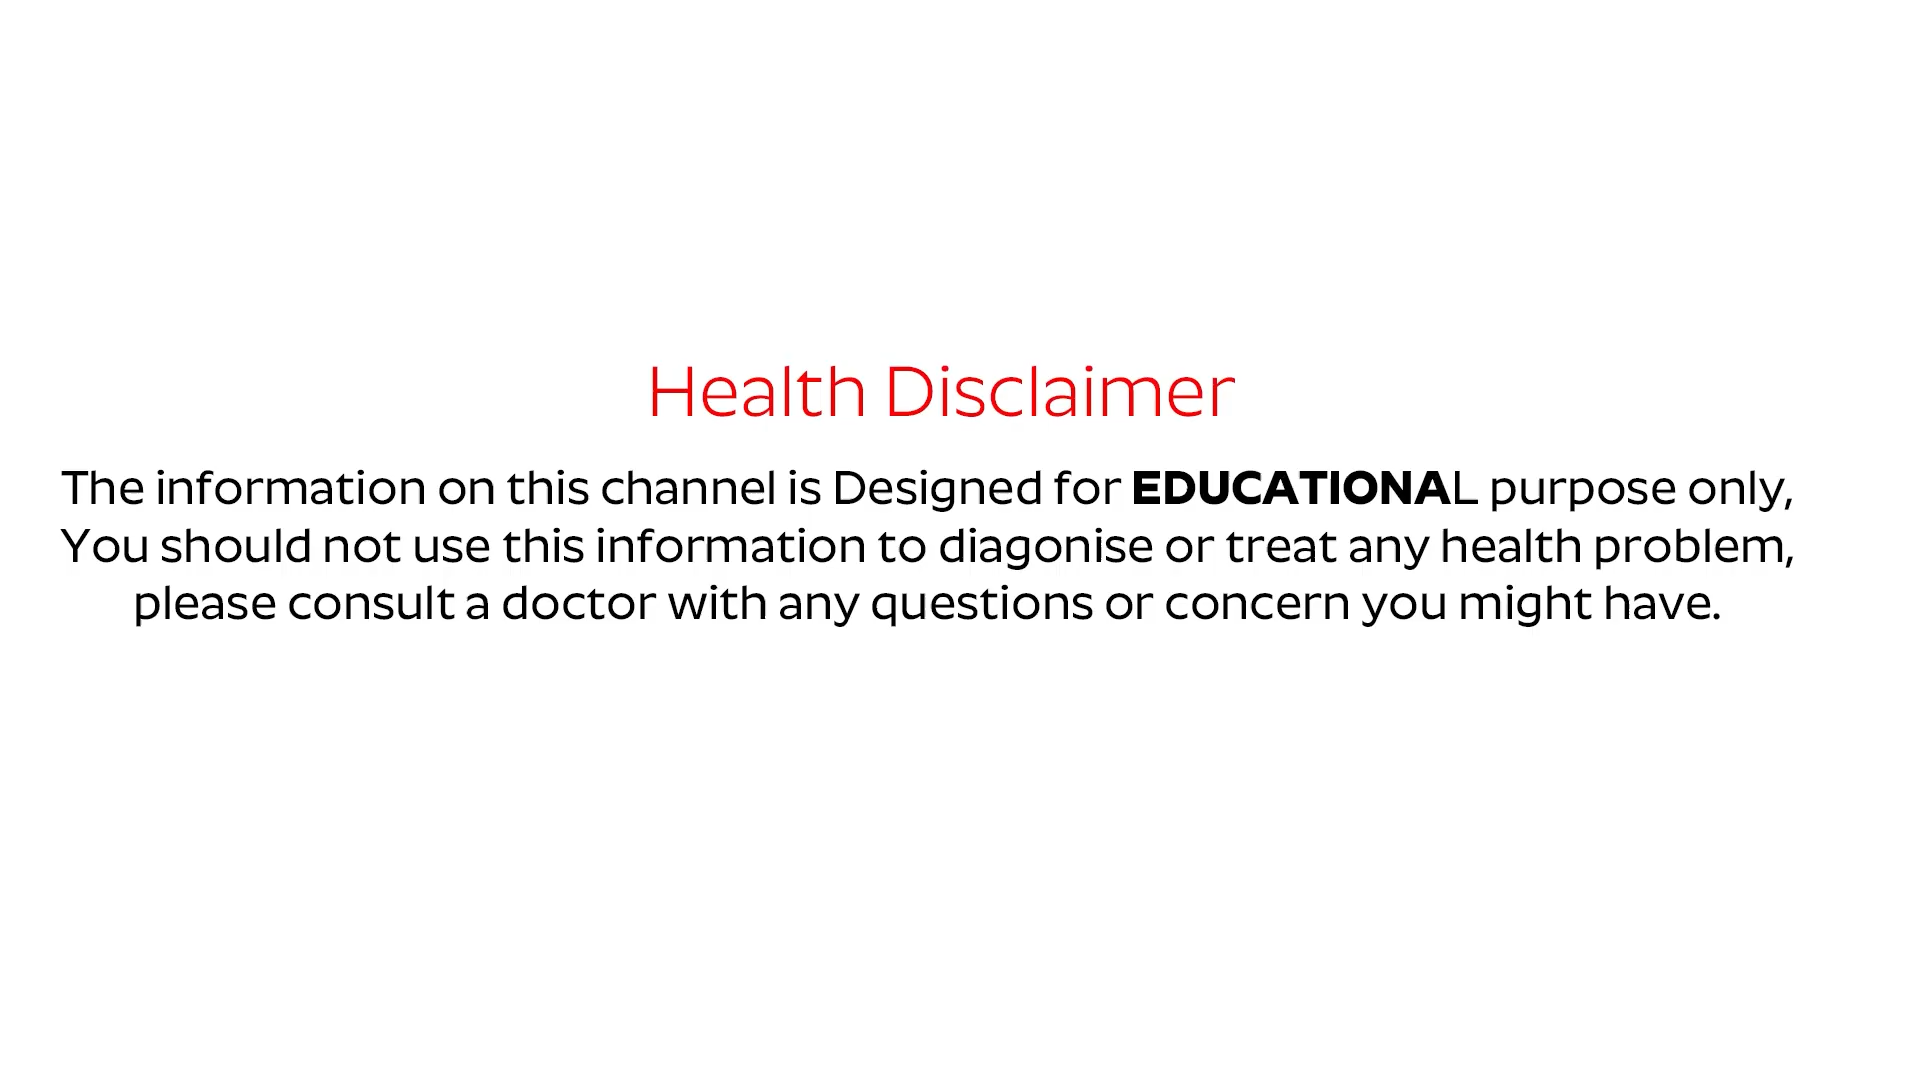 Health Disclaimer
The information on this channel is Designed for EDUCATIONAL purpose only,
You should not use this information to diagonise or treat any health problem,
please consult a doctor with any questions or concern you might have.